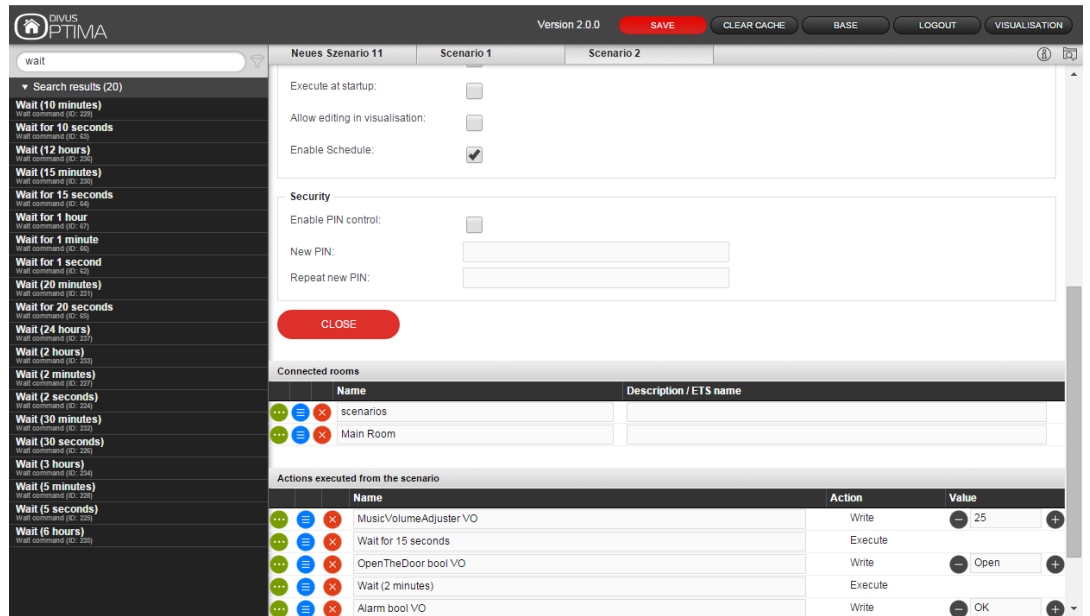 DIVUS
OPTIMA
Version 2.0.0
SAVE
CLEAR CACHE
BASE
LOGOUT
VISUALISATION
wait
Search results (20)
Wait (10 minutes)
Wait command (ID: 229)
Wait for 10 seconds
Wait command (ID: 63)
Wait (12 hours)
Wait command (ID: 236)
Wait (15 minutes)
Wait command (ID: 230)
Wait for 15 seconds
Wait command (ID: 64)
Wait for 1 hour
Wait command (ID: 67)
Wait for 1 minute
Wait command (ID: 66)
Wait for 1 second
Wait command (ID: 62)
Wait (20 minutes)
Wait command (ID: 231)
Wait for 20 seconds
Wait command (ID: 65)
Wait (24 hours)
Wait command (ID: 237)
Wait (2 hours)
Wait command (ID: 233)
Wait (2 minutes)
Wait command (ID: 227)
Wait (2 seconds)
Wait command (ID: 224)
Wait (30 minutes)
Wait command (ID: 232)
Wait (30 seconds)
Wait command (ID: 226)
Wait (3 hours)
Wait command (ID: 234)
Wait (5 minutes)
Wait command (ID: 228)
Wait (5 seconds)
Wait command (ID: 225)
Wait (6 hours)
Wait command (ID: 235)
Neues Szenario 11 Scenario 1 Scenario 2
Execute at startup:
Allow editing in visualisation:
Enable Schedule:
Security
Enable PIN control:
New PIN:
Repeat new PIN:
CLOSE
Connected rooms
Name Description / ETS name
scenarios
Main Room
Actions executed from the scenario
Name Action Value
MusicVolumeAdjuster VO Write 25
Wait for 15 seconds Execute
OpenTheDoor bool VO Write Open
Wait (2 minutes) Execute
Alarm bool VO Write OK